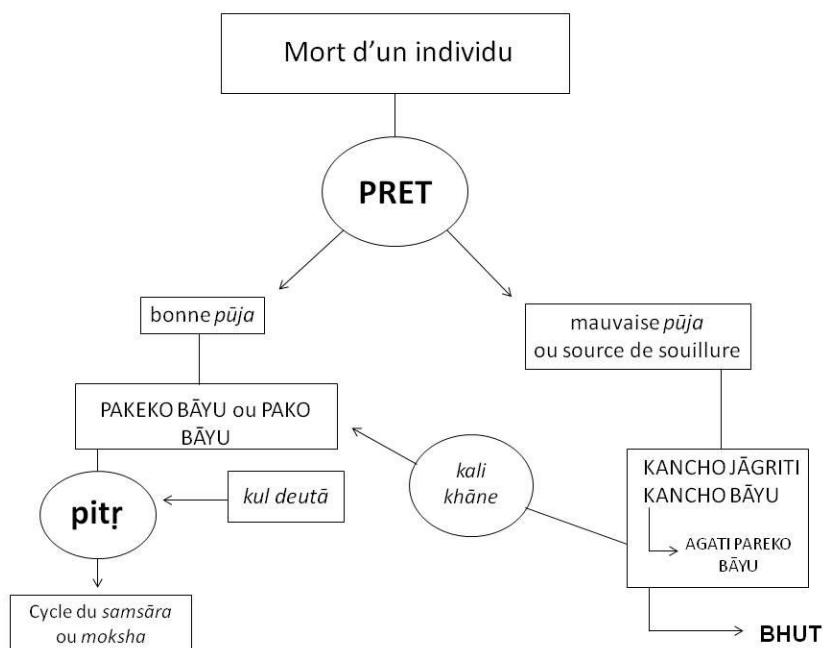 Mort d'un individu
PRET
bonne pūja
mauvaise pūja
ou source de souillure
PAKEKO BĀYU ou PAKO
BĀYU
kali
khāne
KANCHO JĀGRITI
KANCHO BĀYU
AGATI PAREKO
BĀYU
pitṛ
kul deutā
Cycle du samsāra
ou moksha
BHUT